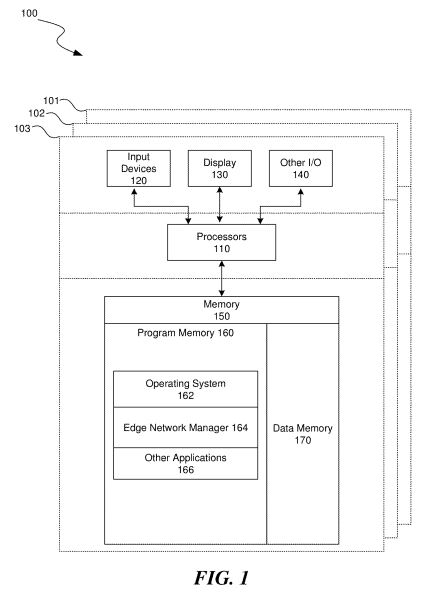 100
101
102
103
Input
Devices
120
Display
130
Other I/O
140
Processors
110
Memory
150
Program Memory 160
Operating System
162
Edge Network Manager 164
Other Applications
166
Data Memory
170
FIG. 1